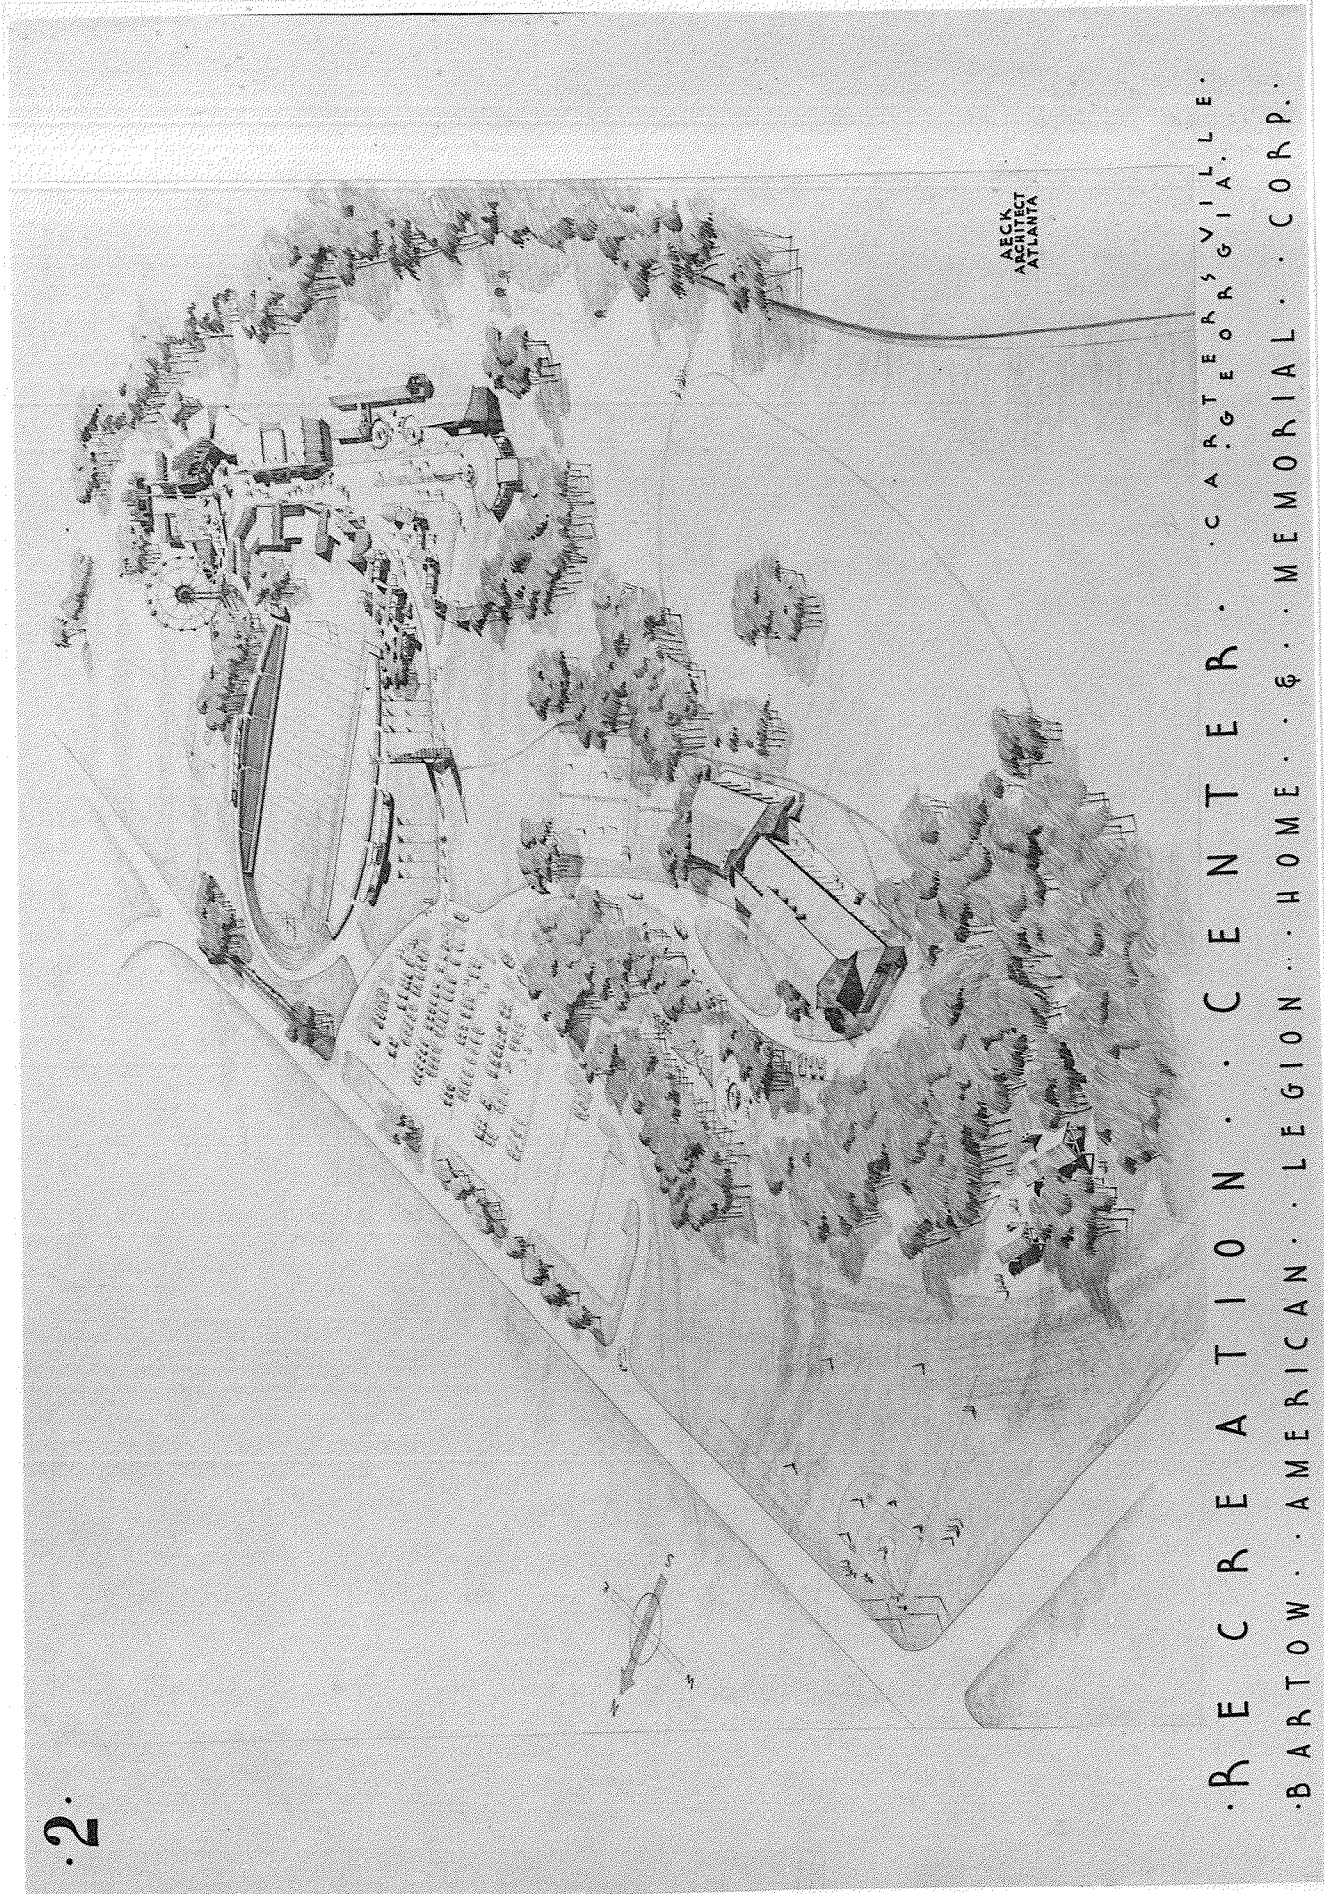 ·2·
N
S
AECK
ARCHITECT
ATLANTA
·RECREATION·CENTER·
·CARTERSVILLE·
·GEORGIA·
·BARTOW·AMERICAN·LEGION··HOME··&··MEMORIAL··CORP.·